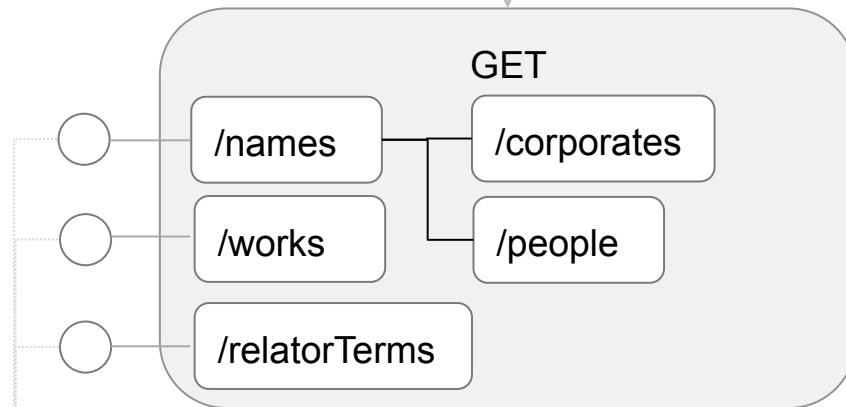 GET
/names
/corporates
/works
/people
/relatorTerms